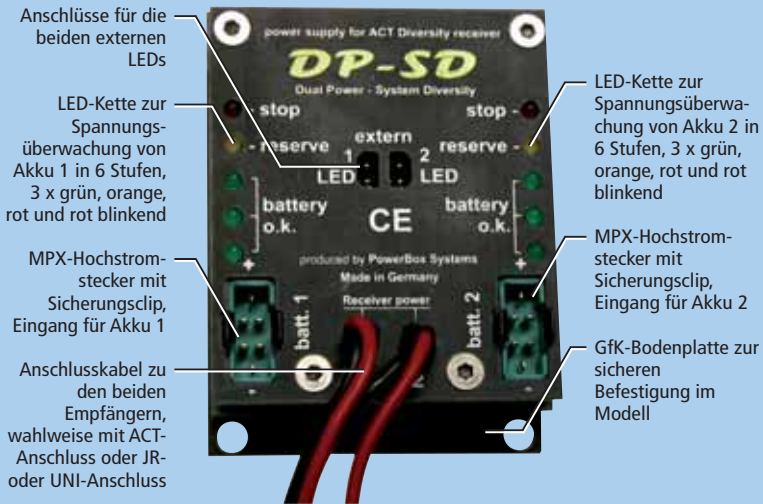 Anschlüsse für die
beiden externen
LEDs
LED-Kette zur
Spannungs-
überwachung von
Akku 1 in 6 Stufen,
3 x grün, orange,
rot und rot blinkend
MPX-Hochstrom-
stecker mit
Sicherungsclip,
Eingang für Akku 1
Anschlusskabel zu
den beiden
Empfängern,
wahlweise mit ACT-
Anschluss oder JR-
oder UNI-Anschluss
power supply for ACT Diversity receiver
DP-SD
Dual Power - System Diversity
- stop
stop -
- reserve
reserve -
extern
1
2
LED
LED
battery
o.k.
battery
o.k.
CE
+
+
produced by PowerBox Systems
Made in Germany
Receiver power
batt. 1
batt. 2
2
-
-
LED-Kette zur
Spannungsüberwa-
chung von Akku 2 in
6 Stufen, 3 x grün,
orange, rot und rot
blinkend
MPX-Hochstrom-
stecker mit
Sicherungsclip,
Eingang für Akku 2
GfK-Bodenplatte zur
sicheren
Befestigung im
Modell